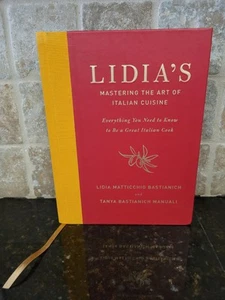 LIDIA'S
MASTERING THE ART OF
ITALIAN CUISINE
Everything You Need to Know
to Be a Great Italian Cook
LIDIA MATTICCHIO BASTIANICH
AND
TANYA BASTIANICH MANUALI